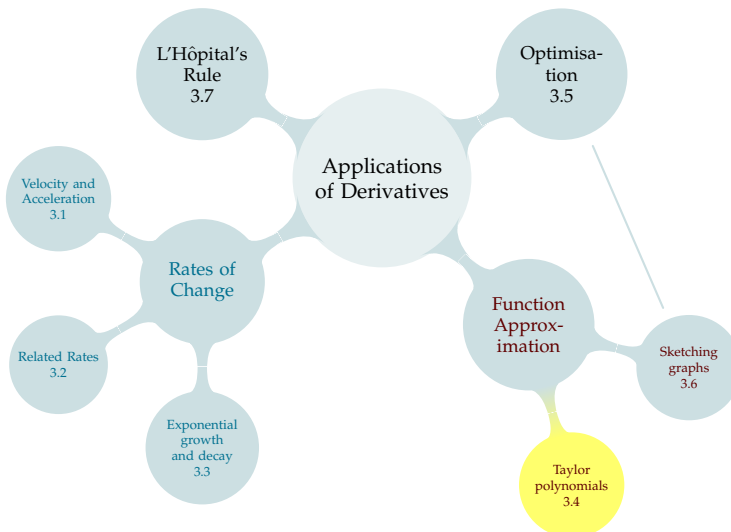 L'Hôpital's
Rule
3.7
Optimisa-
tion
3.5
Applications
of Derivatives
Velocity and
Acceleration
3.1
Rates of
Change
Function
Approx-
imation
Related Rates
3.2
Sketching
graphs
3.6
Exponential
growth
and decay
3.3
Taylor
polynomials
3.4